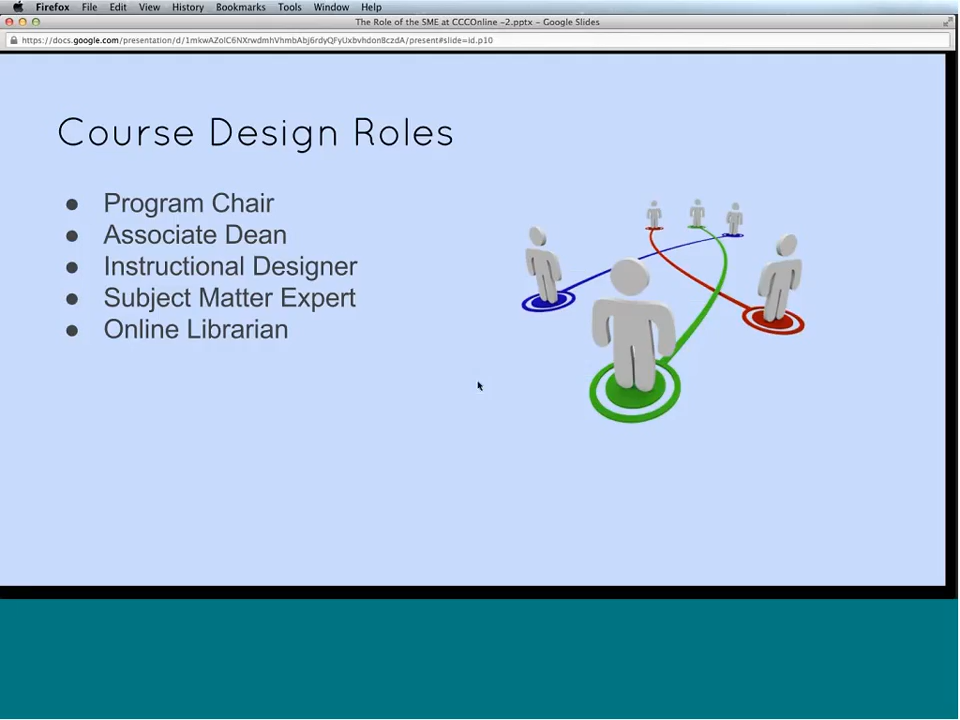 Firefox File Edit View History Bookmarks Tools Window Help
The Role of the SME at CCCOnline -2.pptx - Google Slides
Course Design Roles
● Program Chair
● Associate Dean
● Instructional Designer
● Subject Matter Expert
● Online Librarian